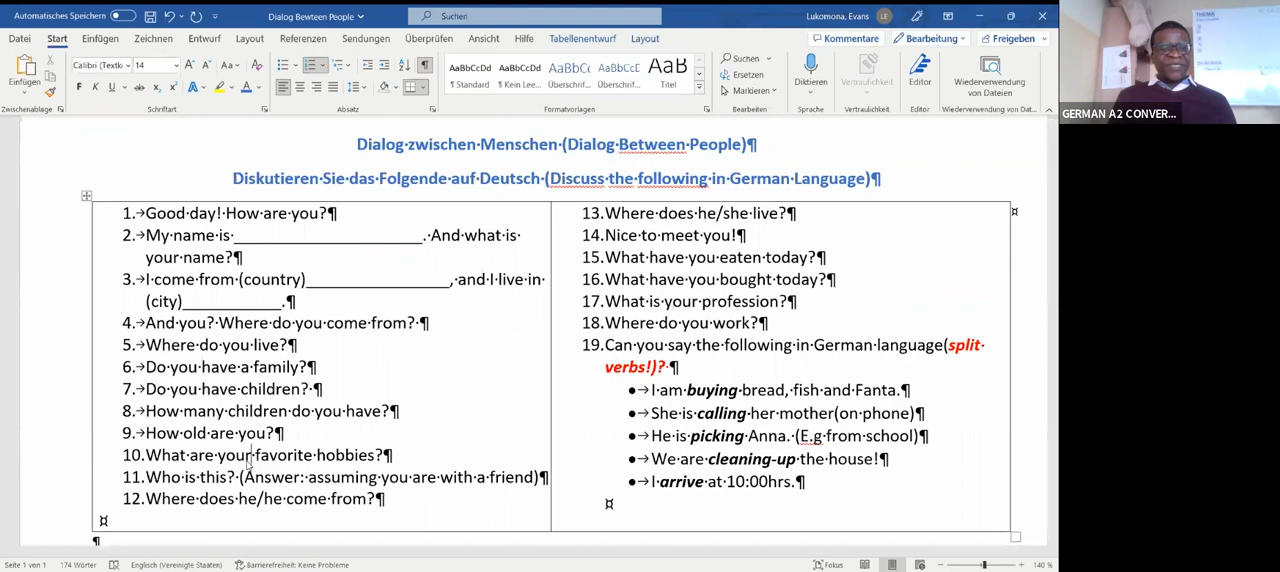 Automatisches Speichern
Dialog Bewteen People
Suchen
Lukomona, Evans
LE
Datei Start Einfügen Zeichnen Entwurf Layout Referenzen Sendungen Überprüfen Ansicht Hilfe Tabellenentwurf Layout
Kommentare Bearbeitung Freigeben
Einfügen
Zwischenablage
14
F K U
Schriftart
Absatz
AaBbCcDd AaBbCcDd AaBbCc AaBbCcD AaB
¶ Standard ¶ Kein Lee... Überschrif... Überschrif... Titel
Formatvorlagen
Suchen
Ersetzen
Markieren
Bearbeiten
Diktieren
Sprache
Vertraulichkeit
Vertraulichkeit
Editor
Editor
Wiederverwendung
von Dateien
Wiederverwendung von Dat...
GERMAN A2 CONVER...
Dialog·zwischen·Menschen·(Dialog·Between·People)¶
Diskutieren·Sie·das·Folgende·auf·Deutsch·(Discuss·the·following·in·German·Language)¶
1.→Good·day!·How·are·you?¶
2.→My·name·is·______________________.·And·what·is·
your·name?¶
3.→I·come·from·(country)_________________,·and·I·live·in·
(city)____________.¶
4.→And·you?·Where·do·you·come·from?·¶
5.→Where·do·you·live?¶
6.→Do·you·have·a·family?¶
7.→Do·you·have·children?·¶
8.→How·many·children·do·you·have?¶
9.→How·old·are·you?¶
10.What·are·your·favorite·hobbies?¶
11.Who·is·this?·(Answer:·assuming·you·are·with·a·friend)¶
12.Where·does·he/he·come·from?¶
13.Where·does·he/she·live?¶
14.Nice·to·meet·you!¶
15.What·have·you·eaten·today?¶
16.What·have·you·bought·today?¶
17.What·is·your·profession?¶
18.Where·do·you·work?¶
19.Can·you·say·the·following·in·German·language(split·
verbs!)?·¶
●→I·am·buying·bread,·fish·and·Fanta.¶
●→She·is·calling·her·mother(on·phone)¶
●→He·is·picking·Anna.·(E.g·from·school)¶
●→We·are·cleaning-up·the·house!¶
●→I·arrive·at·10:00hrs.¶
Seite 1 von 1 174 Wörter Englisch (Vereinigte Staaten) Barrierefreiheit: Keine Probleme
Fokus 140 %